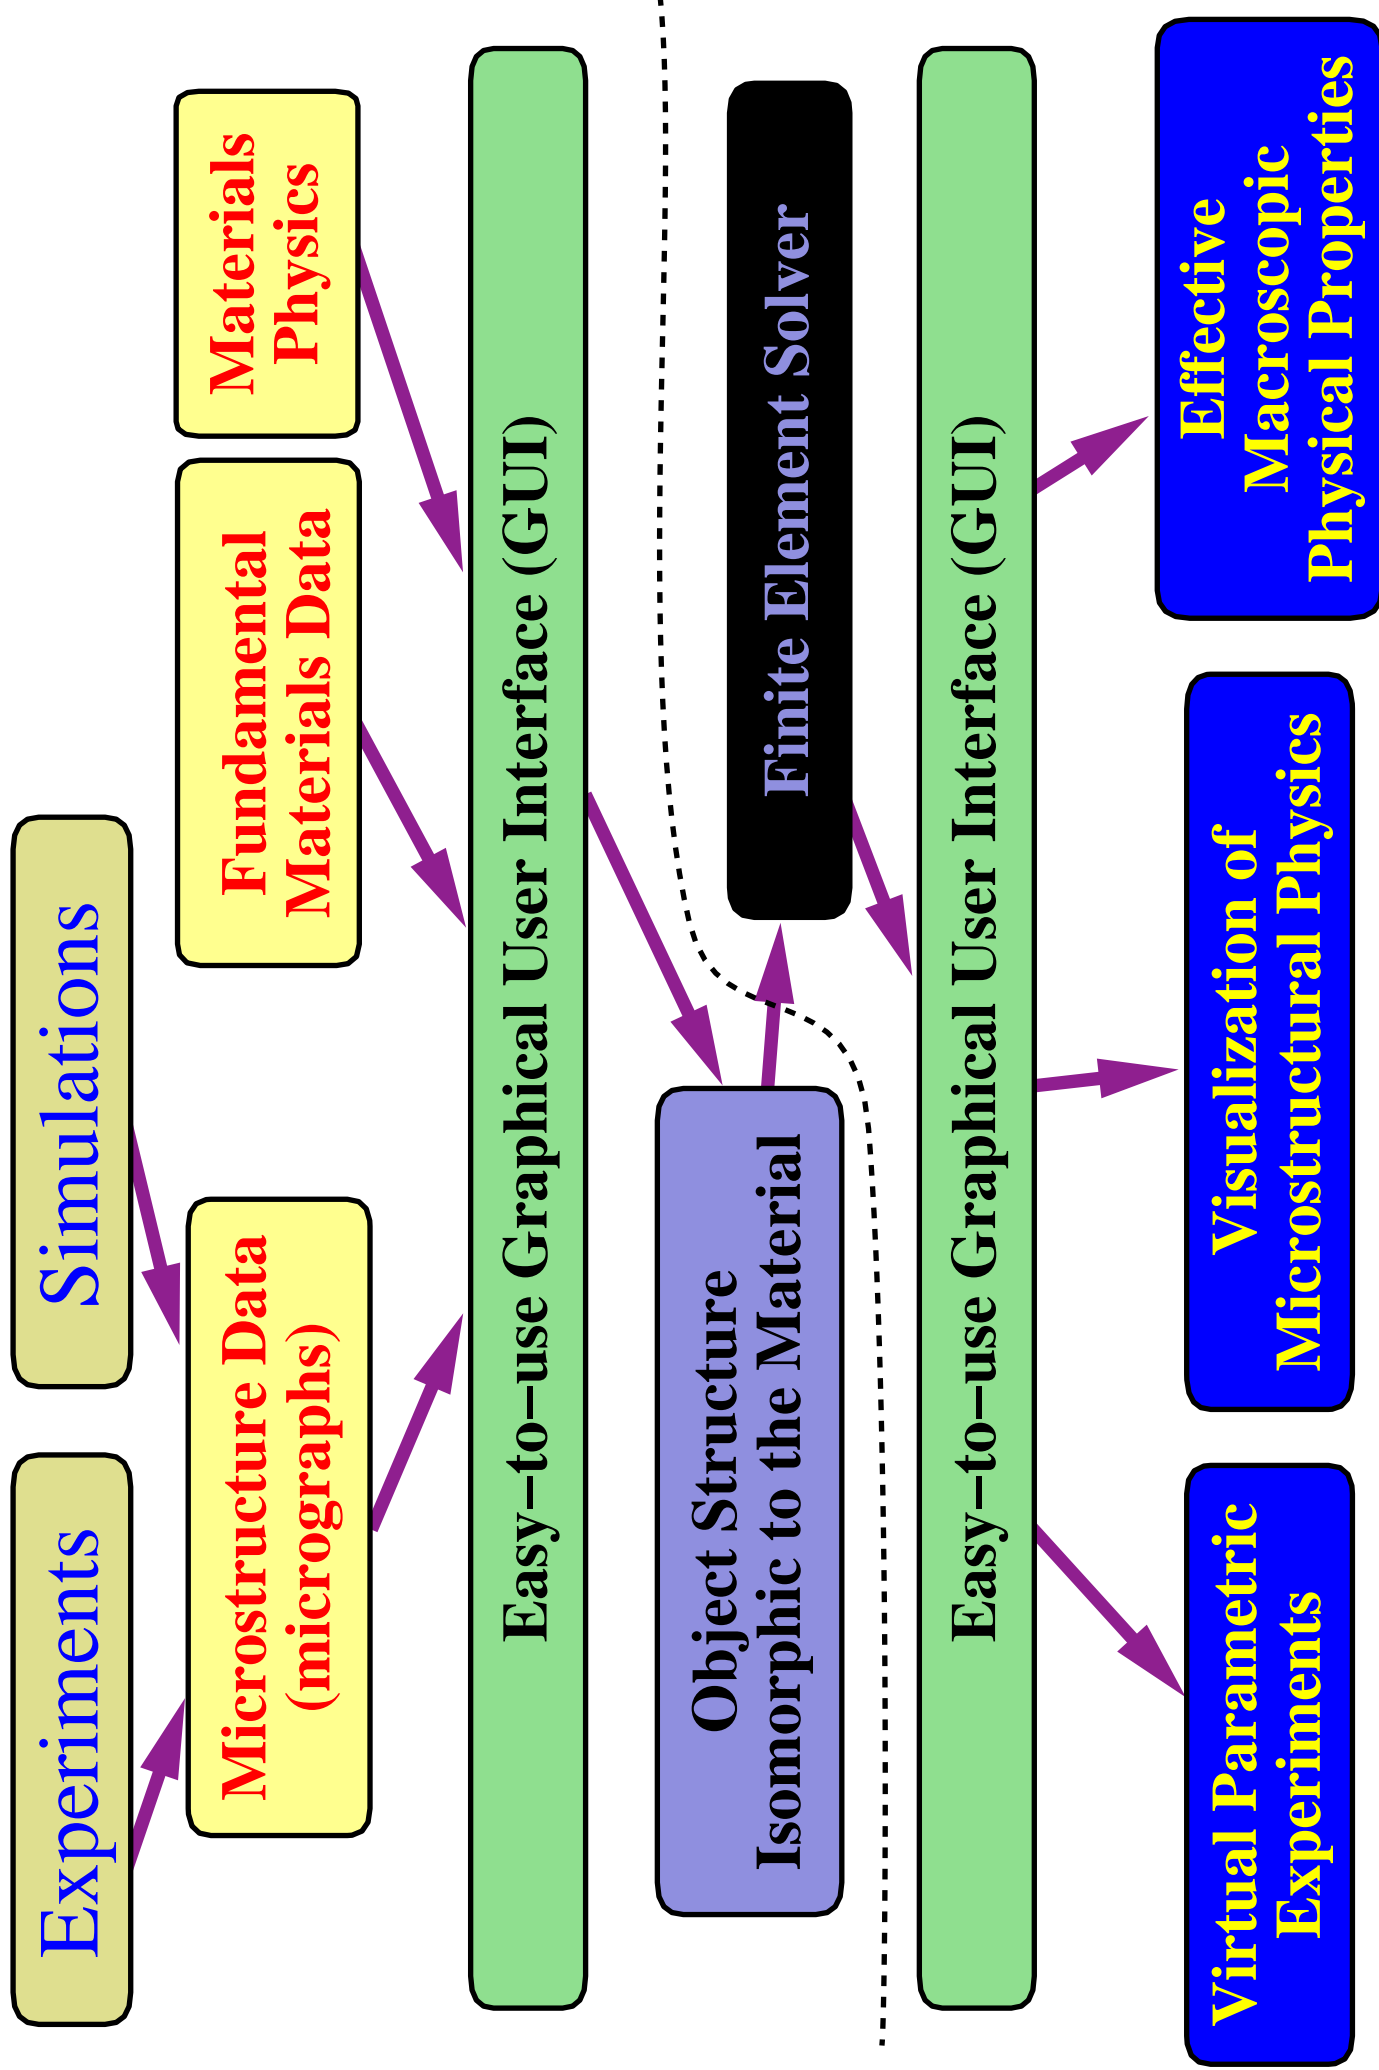 Experiments
Simulations
Microstructure Data
(micrographs)
Fundamental
Materials Data
Materials
Physics
Easy−to−use Graphical User Interface (GUI)
Object Structure
Isomorphic to the Material
Finite Element Solver
Easy−to−use Graphical User Interface (GUI)
Virtual Parametric
Experiments
Visualization of
Microstructural Physics
Effective
Macroscopic
Physical Properties